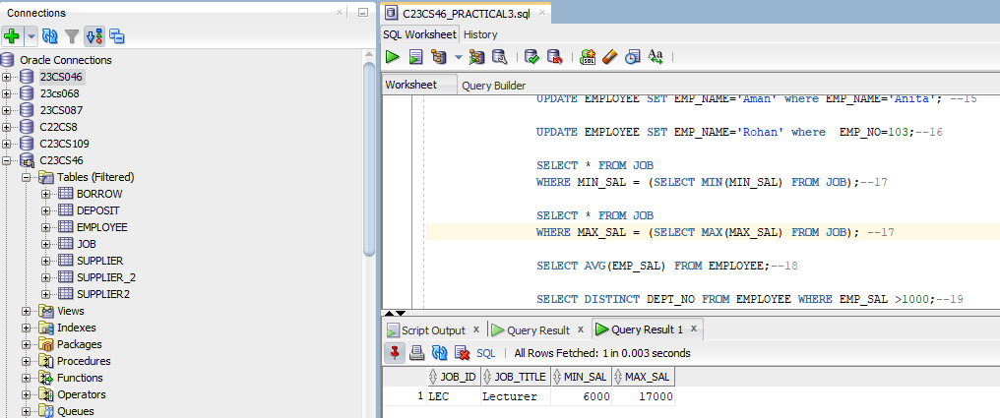 Connections
Oracle Connections
23CS046
23cs068
23CS087
C22CS8
C23CS109
C23CS46
Tables (Filtered)
BORROW
DEPOSIT
EMPLOYEE
JOB
SUPPLIER
SUPPLIER_2
SUPPLIER2
Views
Indexes
Packages
Procedures
Functions
Operators
Queues
C23CS46_PRACTICAL3.sql
SQL Worksheet History
Worksheet Query Builder
UPDATE EMPLOYEE SET EMP_NAME='Aman' where EMP_NAME='Anita'; --15
UPDATE EMPLOYEE SET EMP_NAME='Rohan' where  EMP_NO=103;--16
SELECT * FROM JOB
WHERE MIN_SAL = (SELECT MIN(MIN_SAL) FROM JOB);--17
SELECT * FROM JOB
WHERE MAX_SAL = (SELECT MAX(MAX_SAL) FROM JOB); --17
SELECT AVG(EMP_SAL) FROM EMPLOYEE;--18
SELECT DISTINCT DEPT_NO FROM EMPLOYEE WHERE EMP_SAL >1000;--19
Script Output x Query Result x Query Result 1 x
SQL | All Rows Fetched: 1 in 0.003 seconds
JOB_ID JOB_TITLE MIN_SAL MAX_SAL
1 LEC Lecturer 6000 17000